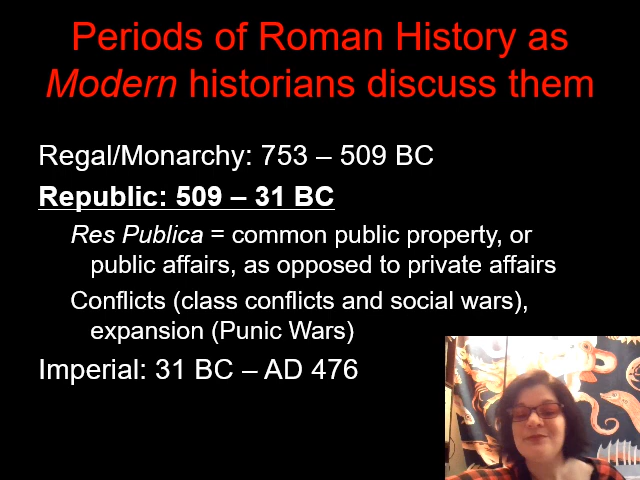 Periods of Roman History as
Modern historians discuss them
Regal/Monarchy: 753 – 509 BC
Republic: 509 – 31 BC
Res Publica = common public property, or
public affairs, as opposed to private affairs
Conflicts (class conflicts and social wars),
expansion (Punic Wars)
Imperial: 31 BC – AD 476